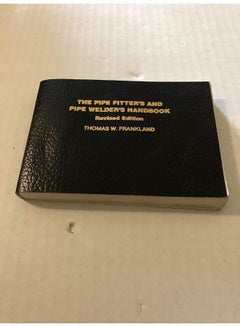 THE PIPE FITTER'S AND
PIPE WELDER'S HANDBOOK
Revised Edition
THOMAS W. FRANKLAND